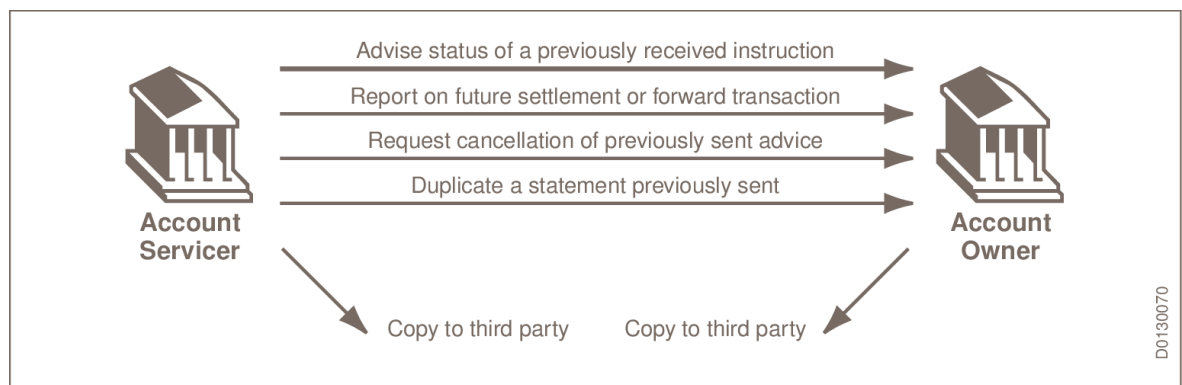 Advise status of a previously received instruction
Report on future settlement or forward transaction
Request cancellation of previously sent advice
Duplicate a statement previously sent
Account
Servicer
Account
Owner
Copy to third party
Copy to third party
D0130070